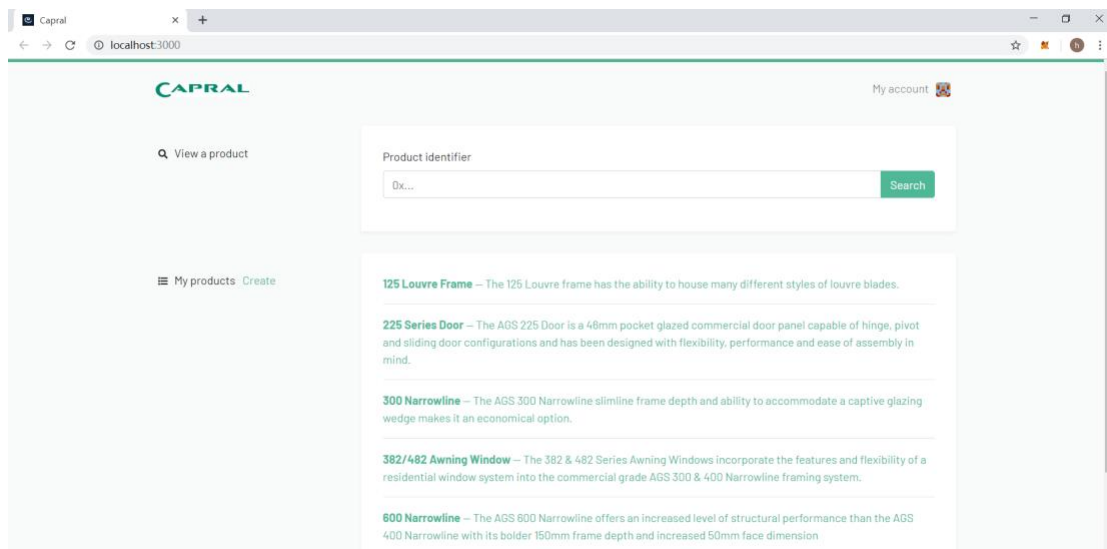 Capral
localhost:3000
CAPRAL
My account
View a product
Product identifier
0x...
Search
My products Create
125 Louvre Frame — The 125 Louvre frame has the ability to house many different styles of louvre blades.
225 Series Door — The AGS 225 Door is a 46mm pocket glazed commercial door panel capable of hinge, pivot
and sliding door configurations and has been designed with flexibility, performance and ease of assembly in
mind.
300 Narrowline — The AGS 300 Narrowline slimline frame depth and ability to accommodate a captive glazing
wedge makes it an economical option.
382/482 Awning Window — The 382 & 482 Series Awning Windows incorporate the features and flexibility of a
residential window system into the commercial grade AGS 300 & 400 Narrowline framing system.
600 Narrowline — The AGS 600 Narrowline offers an increased level of structural performance than the AGS
400 Narrowline with its bolder 150mm frame depth and increased 50mm face dimension